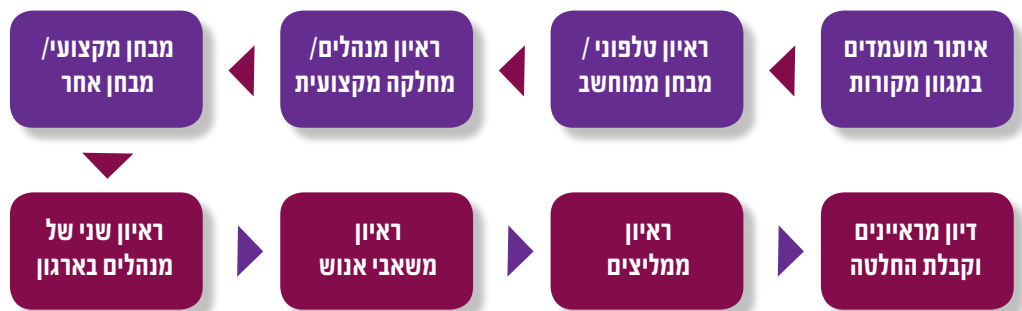 איתור מועמדים
במגוון מקורות
ראיון טלפוני /
מבחן ממוחשב
ראיון מנהלים/
מחלקה מקצועית
מבחן מקצועי/
מבחן אחר
ראיון שני של
מנהלים בארגון
ראיון
משאבי אנוש
ראיון
ממליצים
דיון מראיינים
וקבלת החלטה